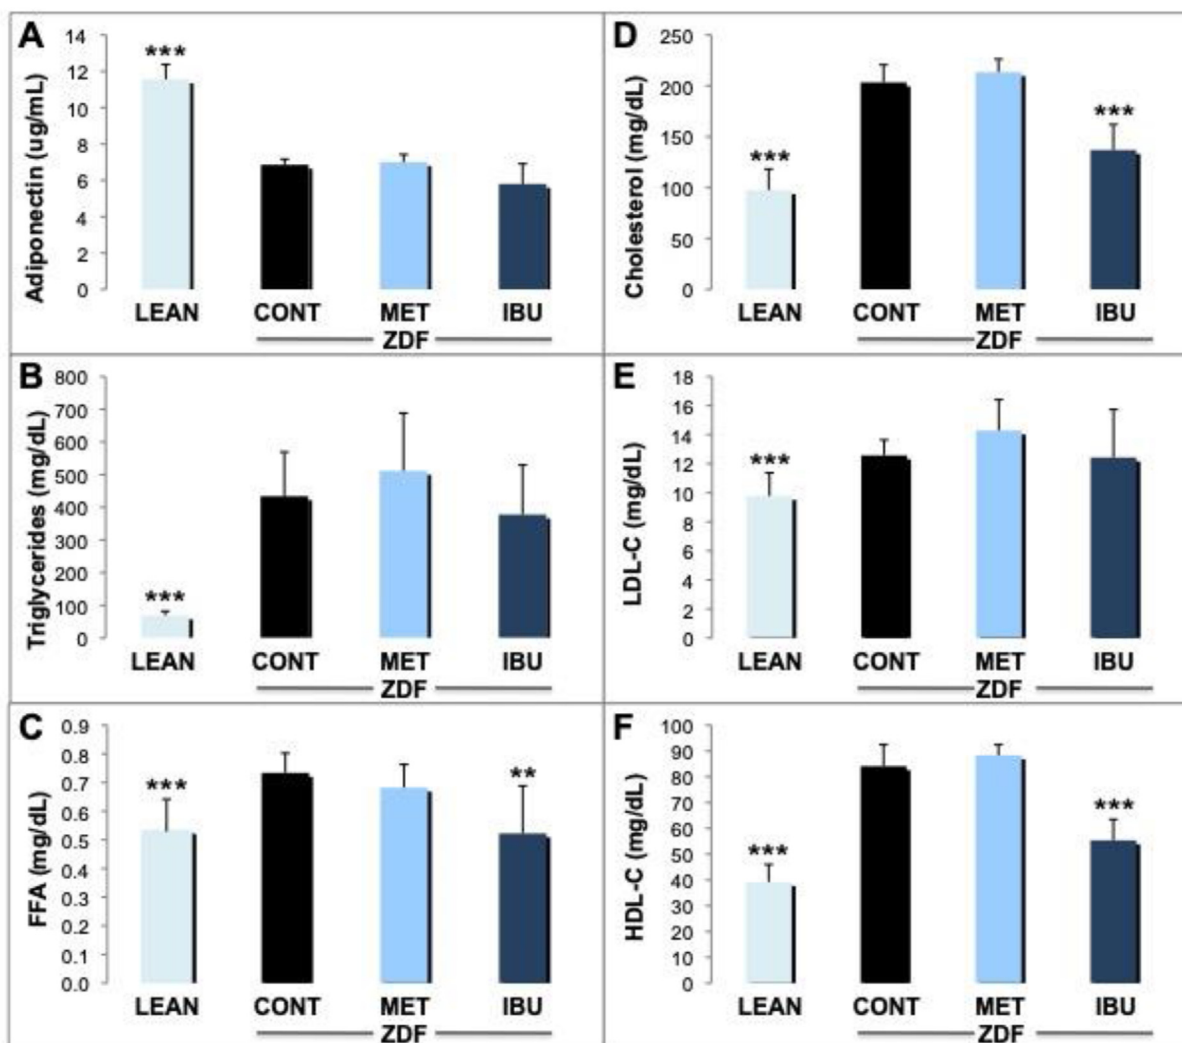 A
Adiponectin (ug/mL)
14
12
10
8
6
4
2
0
***
LEAN CONT MET IBU
ZDF
D
Cholesterol (mg/dL)
250
200
150
100
50
0
***
***
LEAN CONT MET IBU
ZDF
B
Triglycerides (mg/dL)
800
700
600
500
400
300
200
100
0
***
LEAN CONT MET IBU
ZDF
E
LDL-C (mg/dL)
18
16
14
12
10
8
6
4
2
0
***
LEAN CONT MET IBU
ZDF
C
FFA (mg/dL)
0.9
0.8
0.7
0.6
0.5
0.4
0.3
0.2
0.1
0.0
***
**
LEAN CONT MET IBU
ZDF
F
HDL-C (mg/dL)
100
90
80
70
60
50
40
30
20
10
0
***
***
LEAN CONT MET IBU
ZDF